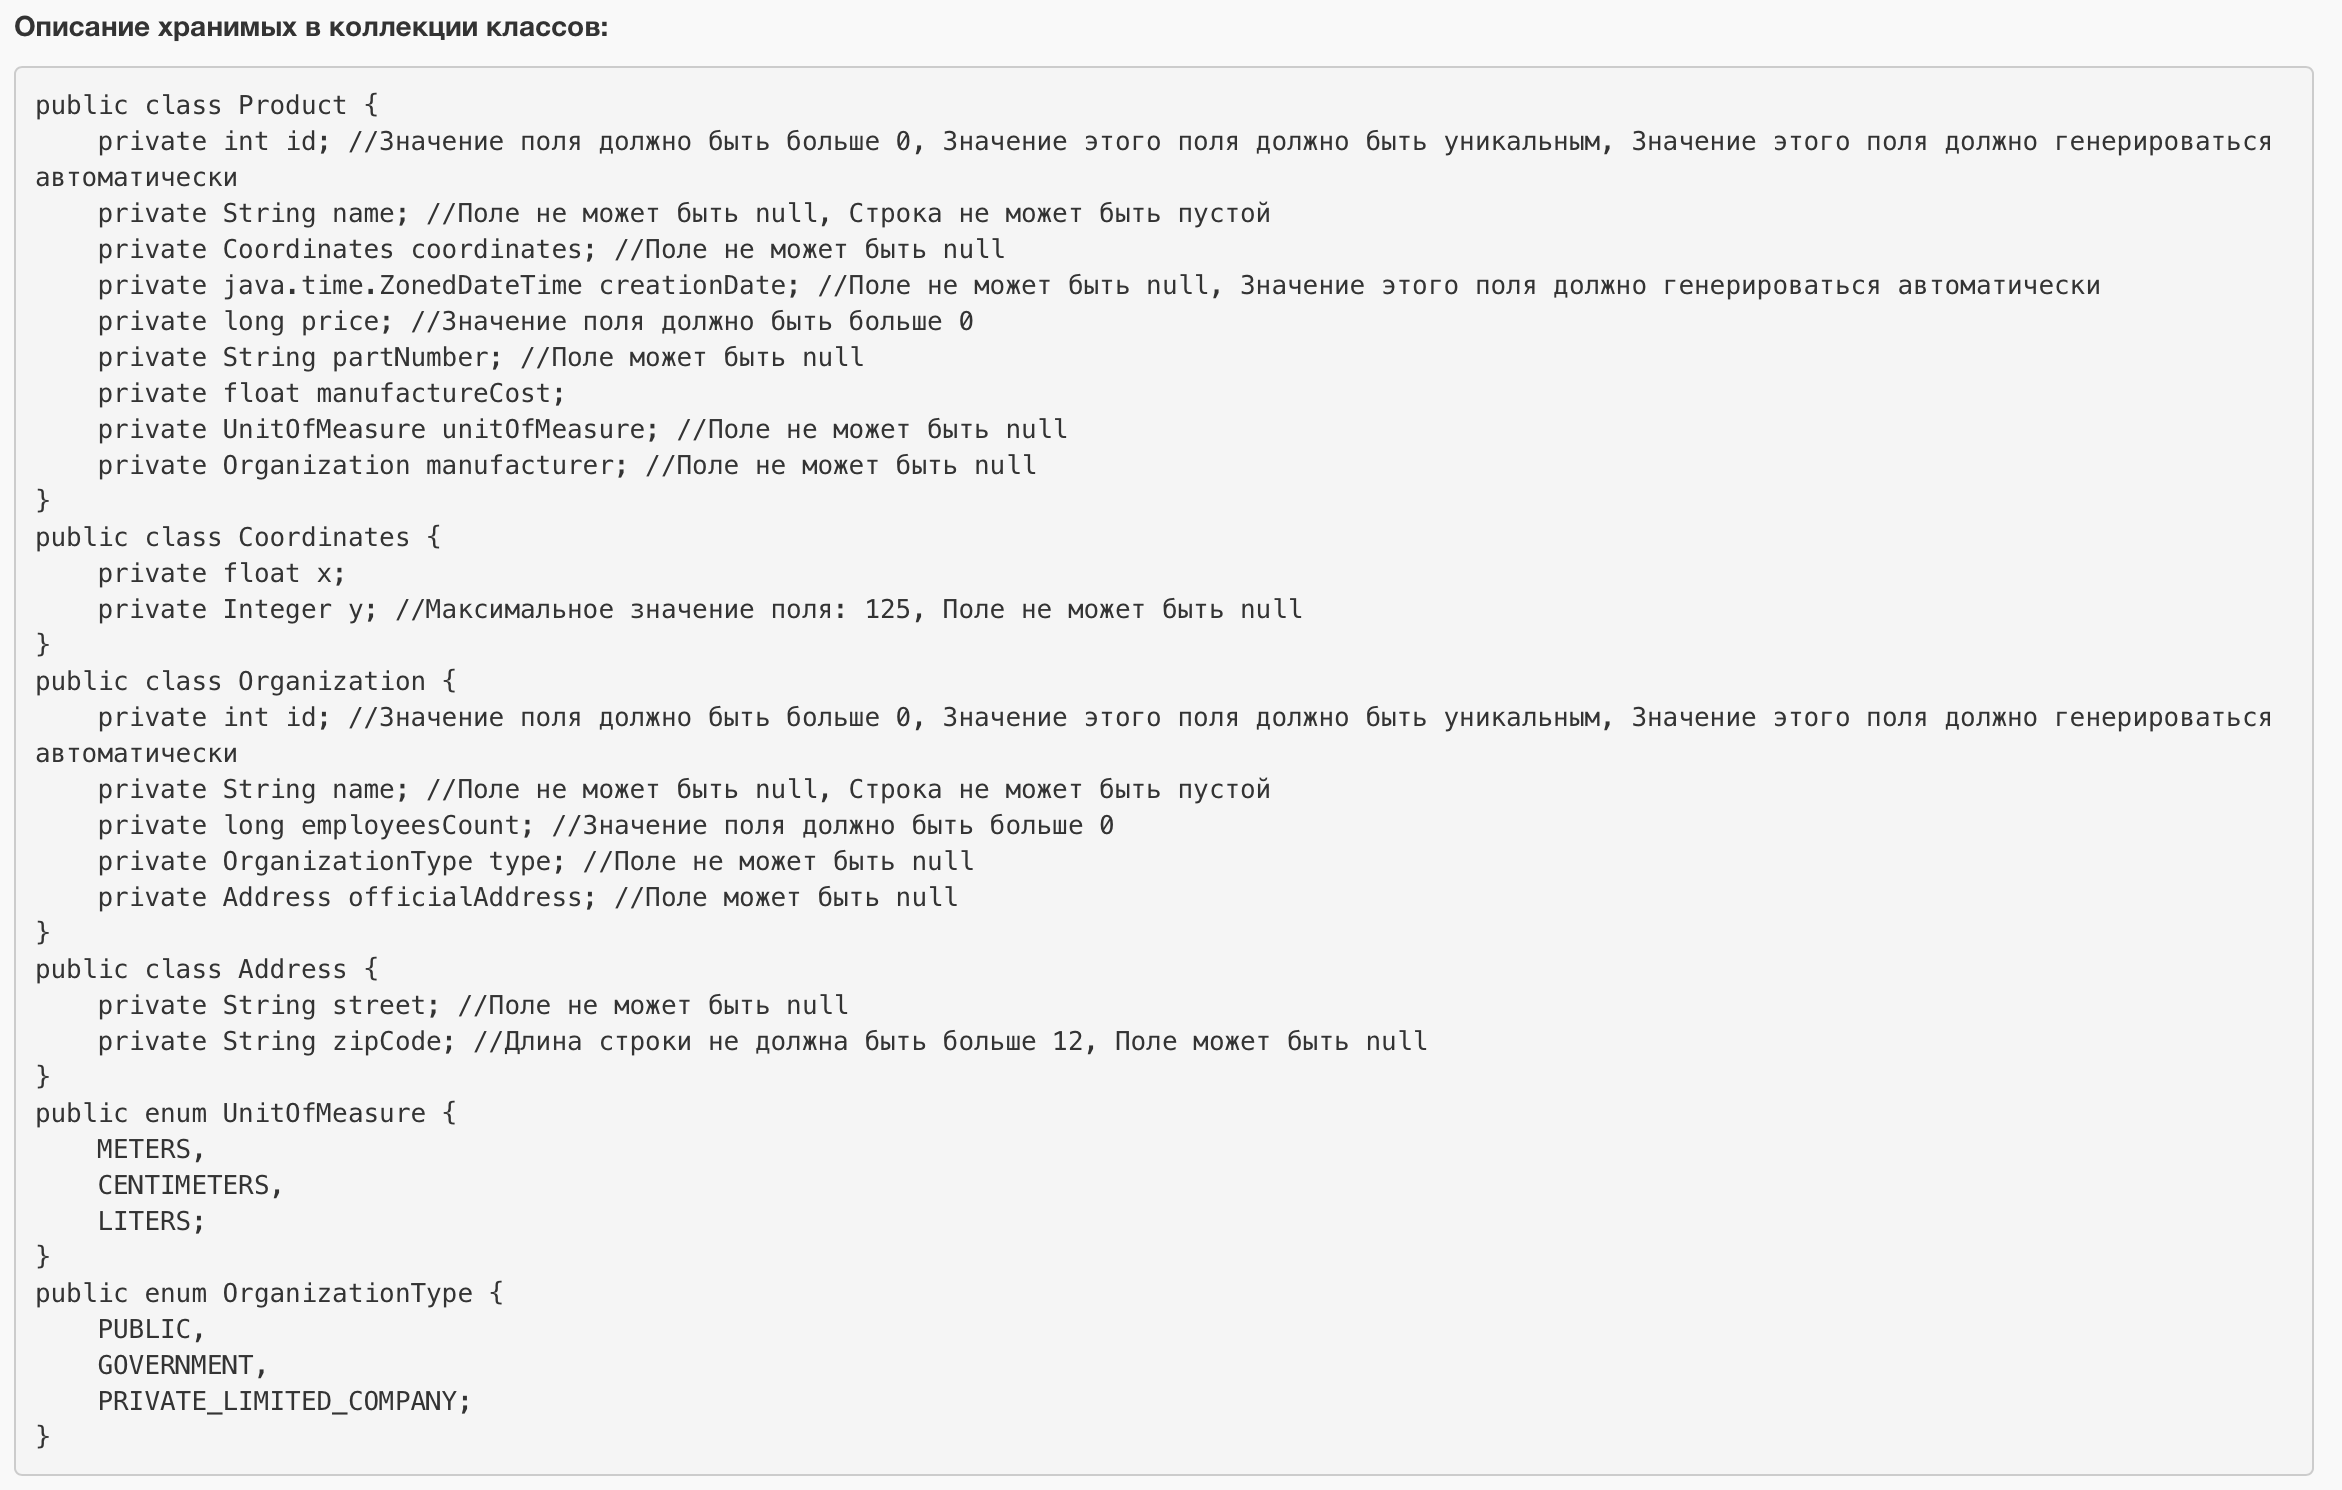 Описание хранимых в коллекции классов:
public class Product {
    private int id; //Значение поля должно быть больше 0, Значение этого поля должно быть уникальным, Значение этого поля должно генерироваться
автоматически
    private String name; //Поле не может быть null, Строка не может быть пустой
    private Coordinates coordinates; //Поле не может быть null
    private java.time.ZonedDateTime creationDate; //Поле не может быть null, Значение этого поля должно генерироваться автоматически
    private long price; //Значение поля должно быть больше 0
    private String partNumber; //Поле может быть null
    private float manufactureCost;
    private UnitOfMeasure unitOfMeasure; //Поле не может быть null
    private Organization manufacturer; //Поле не может быть null
}
public class Coordinates {
    private float x;
    private Integer y; //Максимальное значение поля: 125, Поле не может быть null
}
public class Organization {
    private int id; //Значение поля должно быть больше 0, Значение этого поля должно быть уникальным, Значение этого поля должно генерироваться
автоматически
    private String name; //Поле не может быть null, Строка не может быть пустой
    private long employeesCount; //Значение поля должно быть больше 0
    private OrganizationType type; //Поле не может быть null
    private Address officialAddress; //Поле может быть null
}
public class Address {
    private String street; //Поле не может быть null
    private String zipCode; //Длина строки не должна быть больше 12, Поле может быть null
}
public enum UnitOfMeasure {
    METERS,
    CENTIMETERS,
    LITERS;
}
public enum OrganizationType {
    PUBLIC,
    GOVERNMENT,
    PRIVATE_LIMITED_COMPANY;
}